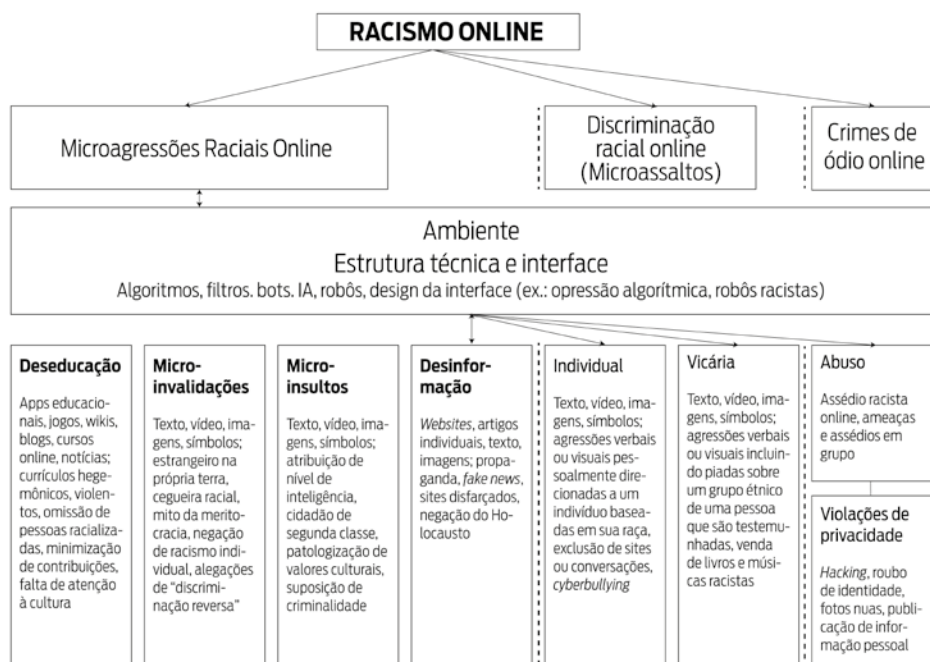 RACISMO ONLINE
Microagressões Raciais Online
Discriminação
racial online
(Microassaltos)
Crimes de
ódio online
Ambiente
Estrutura técnica e interface
Algoritmos, filtros. bots. IA, robôs, design da interface (ex.: opressão algorítmica, robôs racistas)
Deseducação
Apps educacio-
nais, jogos, wikis,
blogs, cursos
online, notícias;
currículos hege-
mônicos, violen-
tos, omissão de
pessoas racializa-
das, minimização
de contribuições,
falta de atenção
à cultura
Micro-
invalidações
Texto, vídeo, ima-
gens, símbolos;
estrangeiro na
própria terra,
cegueira racial,
mito da merito-
cracia, negação
de racismo indi-
vidual, alegações
de “discrimi-
nação reversa“
Micro-
insultos
Texto, vídeo, ima-
gens, símbolos;
atribuição de
nível de
inteligência,
cidadão de
segunda classe,
patologização de
valores culturais,
suposição de
criminalidade
Desinfor-
mação
Websites, artigos
individuais, texto,
imagens; propa-
ganda, fake news,
sites disfarçados,
negação do Ho-
locausto
Individual
Texto, vídeo, ima-
gens, símbolos;
agressões verbais
ou visuais pes-
soalmente dire-
cionadas a um
indivíduo basea-
das em sua raça,
exclusão de sites
ou conversações,
cyberbullying
Vicária
Texto, vídeo, ima-
gens, símbolos;
agressões verbais
ou visuais incluin-
do piadas sobre
um grupo étnico
de uma pessoa
que são testemu-
nhadas, venda
de livros e músi-
cas racistas
Abuso
Assédio racista
online, ameaças
e assédios em
grupo
Violações de
privacidade
Hacking, roubo
de identidade,
fotos nuas, publi-
cação de infor-
mação pessoal